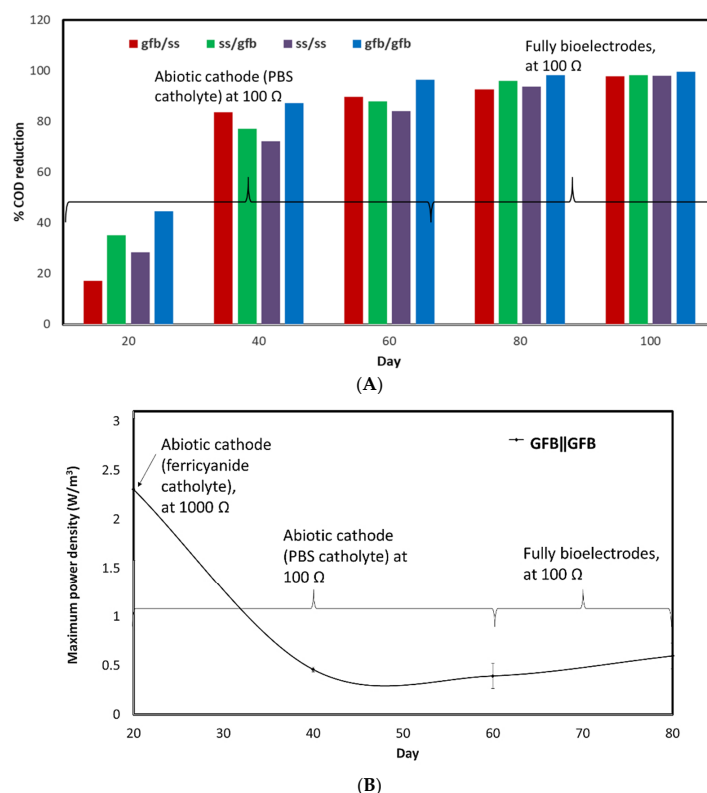 120
100
80
60
40
20
0
% COD reduction
gfb/ss ss/gfb ss/ss gfb/gfb
Abiotic cathode (PBS
catholyte) at 100 Ω
Fully bioelectrodes,
at 100 Ω
20 40 60 80 100
Day
(A)
3
2.5
2
1.5
1
0.5
0
Maximum power density (W/m³)
GFB||GFB
Abiotic cathode
(ferricyanide
catholyte),
at 1000 Ω
Abiotic cathode
(PBS catholyte) at
100 Ω
Fully bioelectrodes,
at 100 Ω
20 30 40 50 60 70 80
Day
(B)